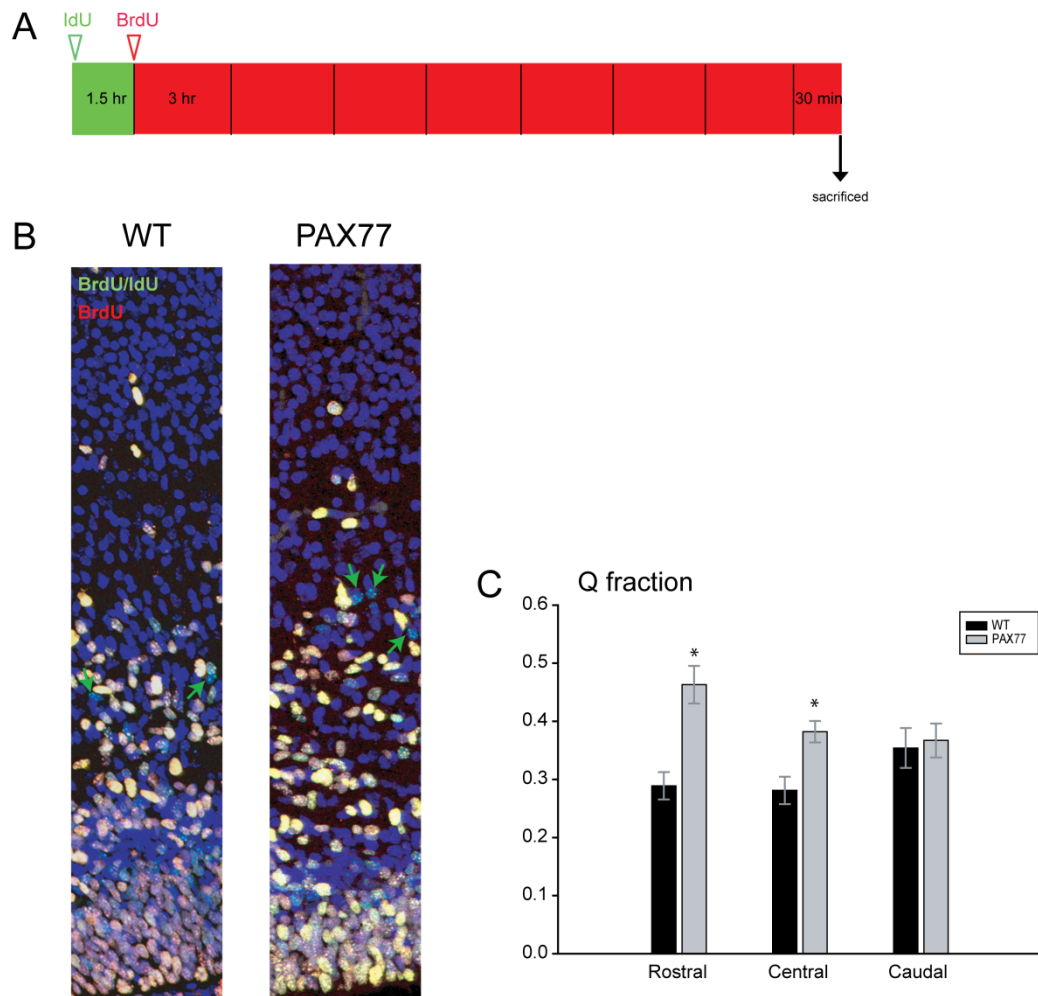 A
IdU BrdU
1.5 hr 3 hr 30 min
sacrificed
B
WT PAX77
BrdU/IdU
BrdU
C Q fraction
WT
PAX77
0.6
0.5
0.4
0.3
0.2
0.1
0.0
* *
Rostral Central Caudal